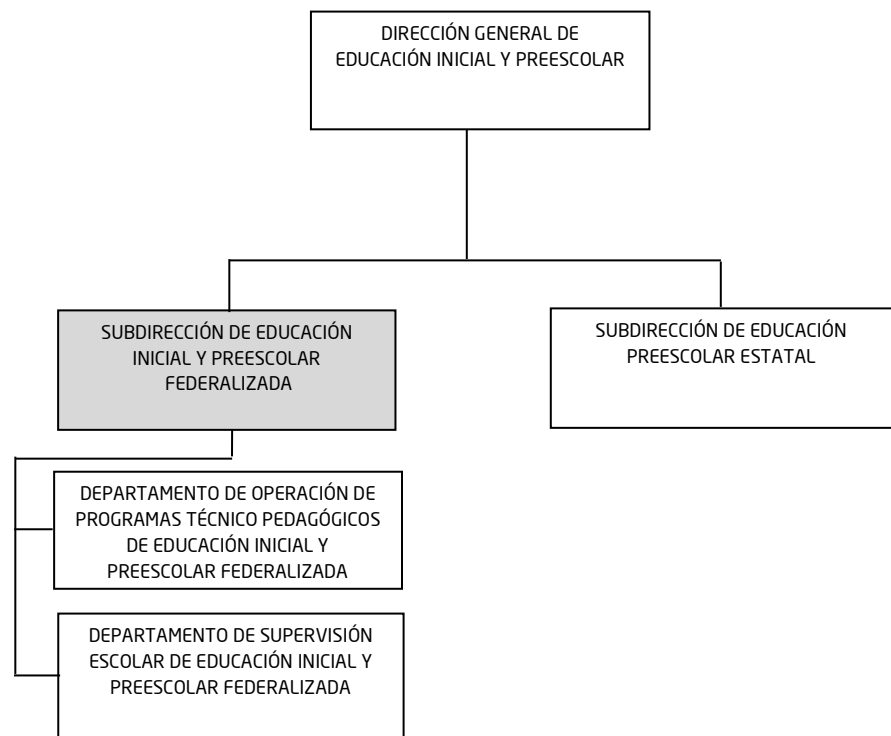 DIRECCIÓN GENERAL DE
EDUCACIÓN INICIAL Y PREESCOLAR
SUBDIRECCIÓN DE EDUCACIÓN
INICIAL Y PREESCOLAR
FEDERALIZADA
SUBDIRECCIÓN DE EDUCACIÓN
PREESCOLAR ESTATAL
DEPARTAMENTO DE OPERACIÓN DE
PROGRAMAS TÉCNICO PEDAGÓGICOS
DE EDUCACIÓN INICIAL Y
PREESCOLAR FEDERALIZADA
DEPARTAMENTO DE SUPERVISIÓN
ESCOLAR DE EDUCACIÓN INICIAL Y
PREESCOLAR FEDERALIZADA